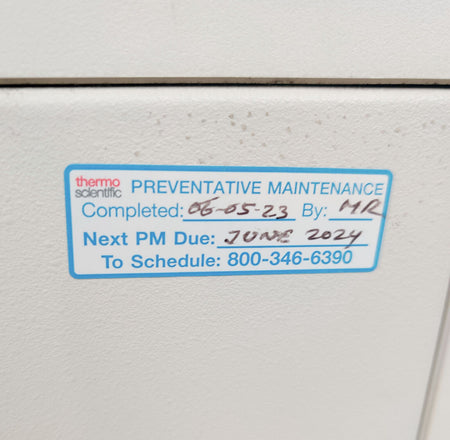 thermo
scientific PREVENTATIVE MAINTENANCE
Completed: 06-05-23 By: MR
Next PM Due: JUNE 2024
To Schedule: 800-346-6390